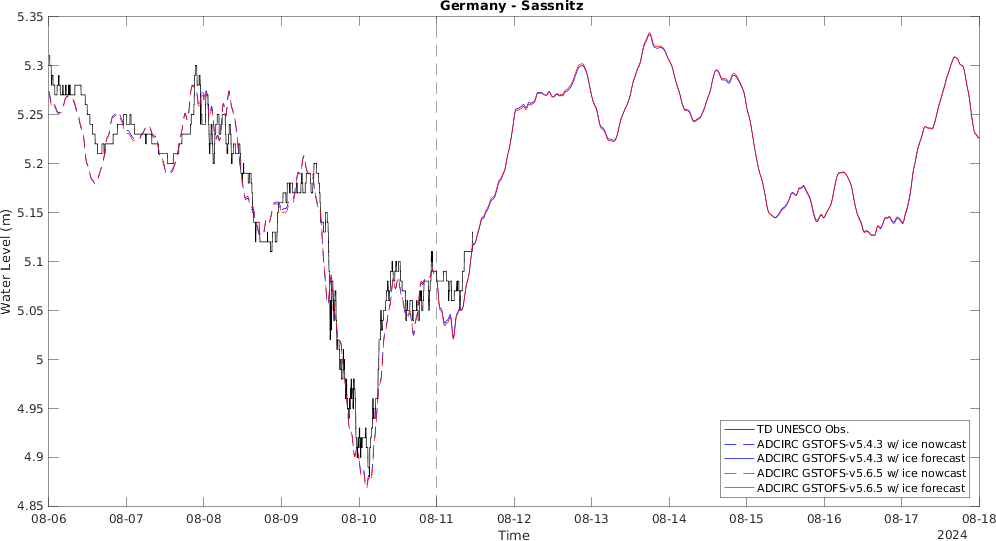 Germany - Sassnitz
5.35
5.3
5.25
5.2
5.15
5.1
5.05
5
4.95
4.9
4.85
Water Level (m)
08-06 08-07 08-08 08-09 08-10 08-11 08-12 08-13 08-14 08-15 08-16 08-17 08-18
Time
2024
TD UNESCO Obs.
ADCIRC GSTOFS-v5.4.3 w/ ice nowcast
ADCIRC GSTOFS-v5.4.3 w/ ice forecast
ADCIRC GSTOFS-v5.6.5 w/ ice nowcast
ADCIRC GSTOFS-v5.6.5 w/ ice forecast